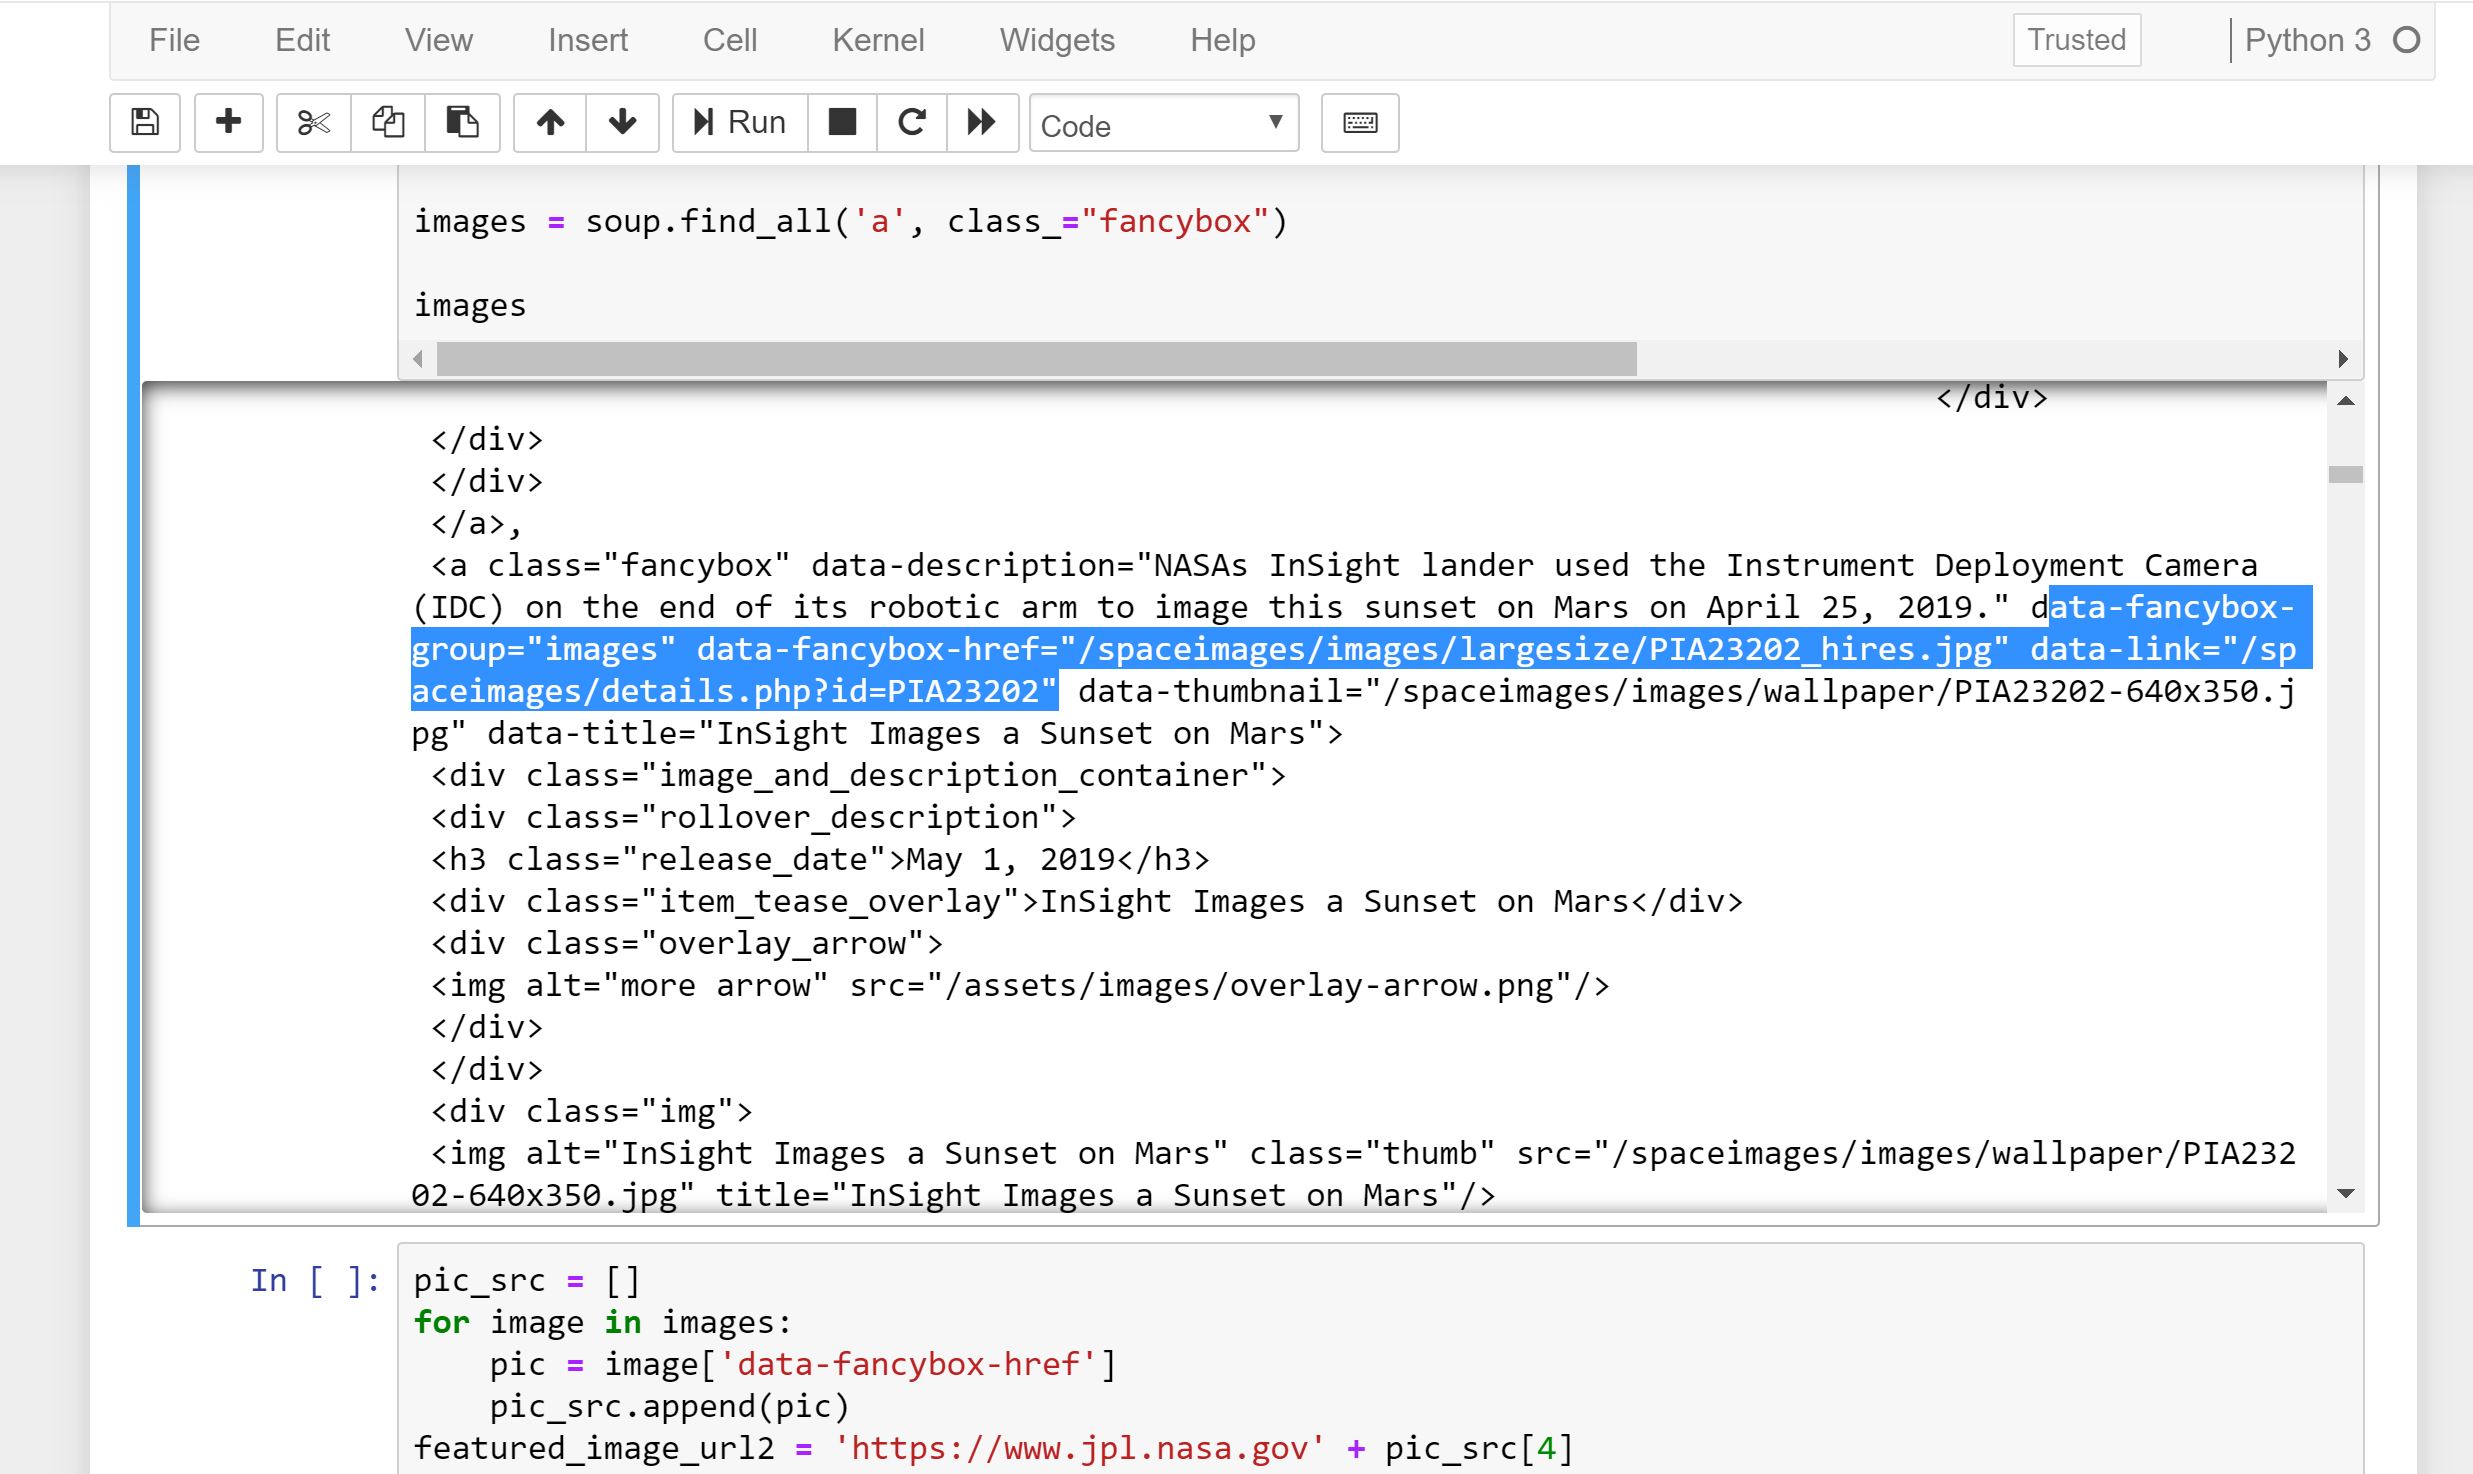 File Edit View Insert Cell Kernel Widgets Help Trusted Python 3
Run Code
images = soup.find_all('a', class_="fancybox")
images
</div>
</div>
</div>
</a>,
<a class="fancybox" data-description="NASAs InSight lander used the Instrument Deployment Camera
(IDC) on the end of its robotic arm to image this sunset on Mars on April 25, 2019." data-fancybox-
group="images" data-fancybox-href="/spaceimages/images/largesize/PIA23202_hires.jpg" data-link="/sp
aceimages/details.php?id=PIA23202" data-thumbnail="/spaceimages/images/wallpaper/PIA23202-640x350.j
pg" data-title="InSight Images a Sunset on Mars">
<div class="image_and_description_container">
<div class="rollover_description">
<h3 class="release_date">May 1, 2019</h3>
<div class="item_tease_overlay">InSight Images a Sunset on Mars</div>
<div class="overlay_arrow">
<img alt="more arrow" src="/assets/images/overlay-arrow.png"/>
</div>
</div>
<div class="img">
<img alt="InSight Images a Sunset on Mars" class="thumb" src="/spaceimages/images/wallpaper/PIA232
02-640x350.jpg" title="InSight Images a Sunset on Mars"/>
In [ ]: pic_src = []
for image in images:
    pic = image['data-fancybox-href']
    pic_src.append(pic)
featured_image_url2 = 'https://www.jpl.nasa.gov' + pic_src[4]